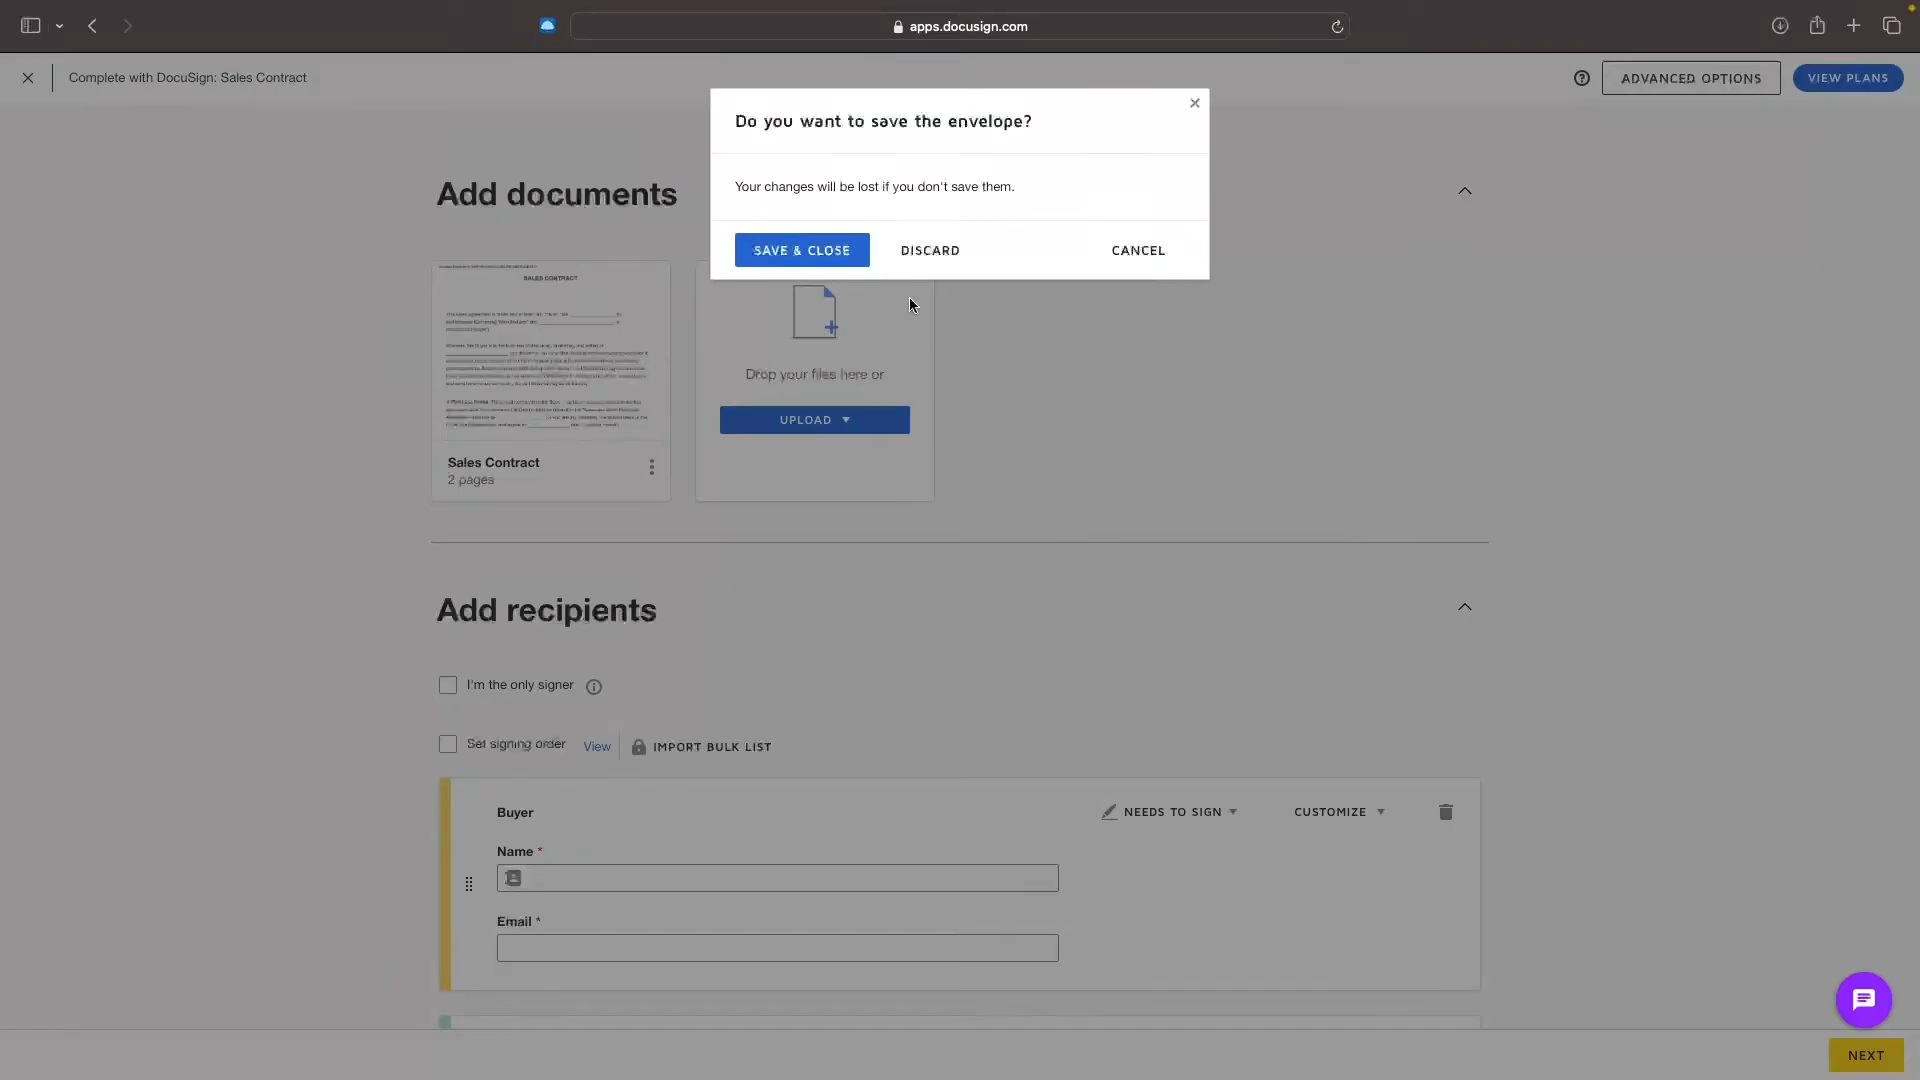 apps.docusign.com
Complete with DocuSign: Sales Contract
ADVANCED OPTIONS
VIEW PLANS
Do you want to save the envelope?
Your changes will be lost if you don't save them.
SAVE & CLOSE
DISCARD
CANCEL
Add documents
SALES CONTRACT
Drop your files here or
UPLOAD
Sales Contract
2 pages
Add recipients
I'm the only signer
Set signing order
View
IMPORT BULK LIST
Buyer
NEEDS TO SIGN
CUSTOMIZE
Name *
Email *
NEXT